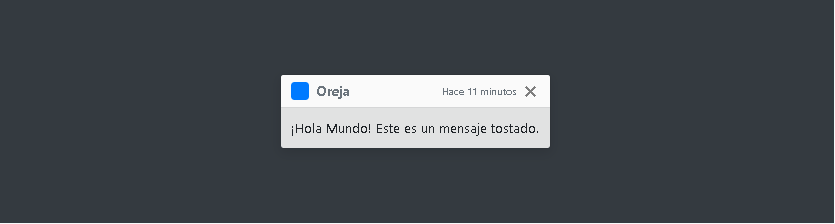 Oreja Hace 11 minutos
¡Hola Mundo! Este es un mensaje tostado.